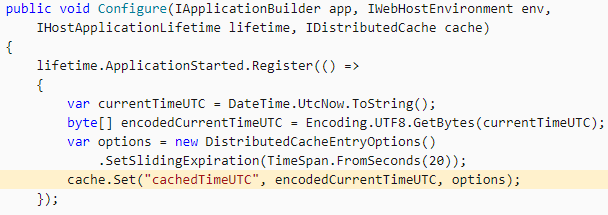 public void Configure(IApplicationBuilder app, IWebHostEnvironment env,
    IHostApplicationLifetime lifetime, IDistributedCache cache)
{
    lifetime.ApplicationStarted.Register(() =>
    {
        var currentTimeUTC = DateTime.UtcNow.ToString();
        byte[] encodedCurrentTimeUTC = Encoding.UTF8.GetBytes(currentTimeUTC);
        var options = new DistributedCacheEntryOptions()
            .SetSlidingExpiration(TimeSpan.FromSeconds(20));
        cache.Set("cachedTimeUTC", encodedCurrentTimeUTC, options);
    });